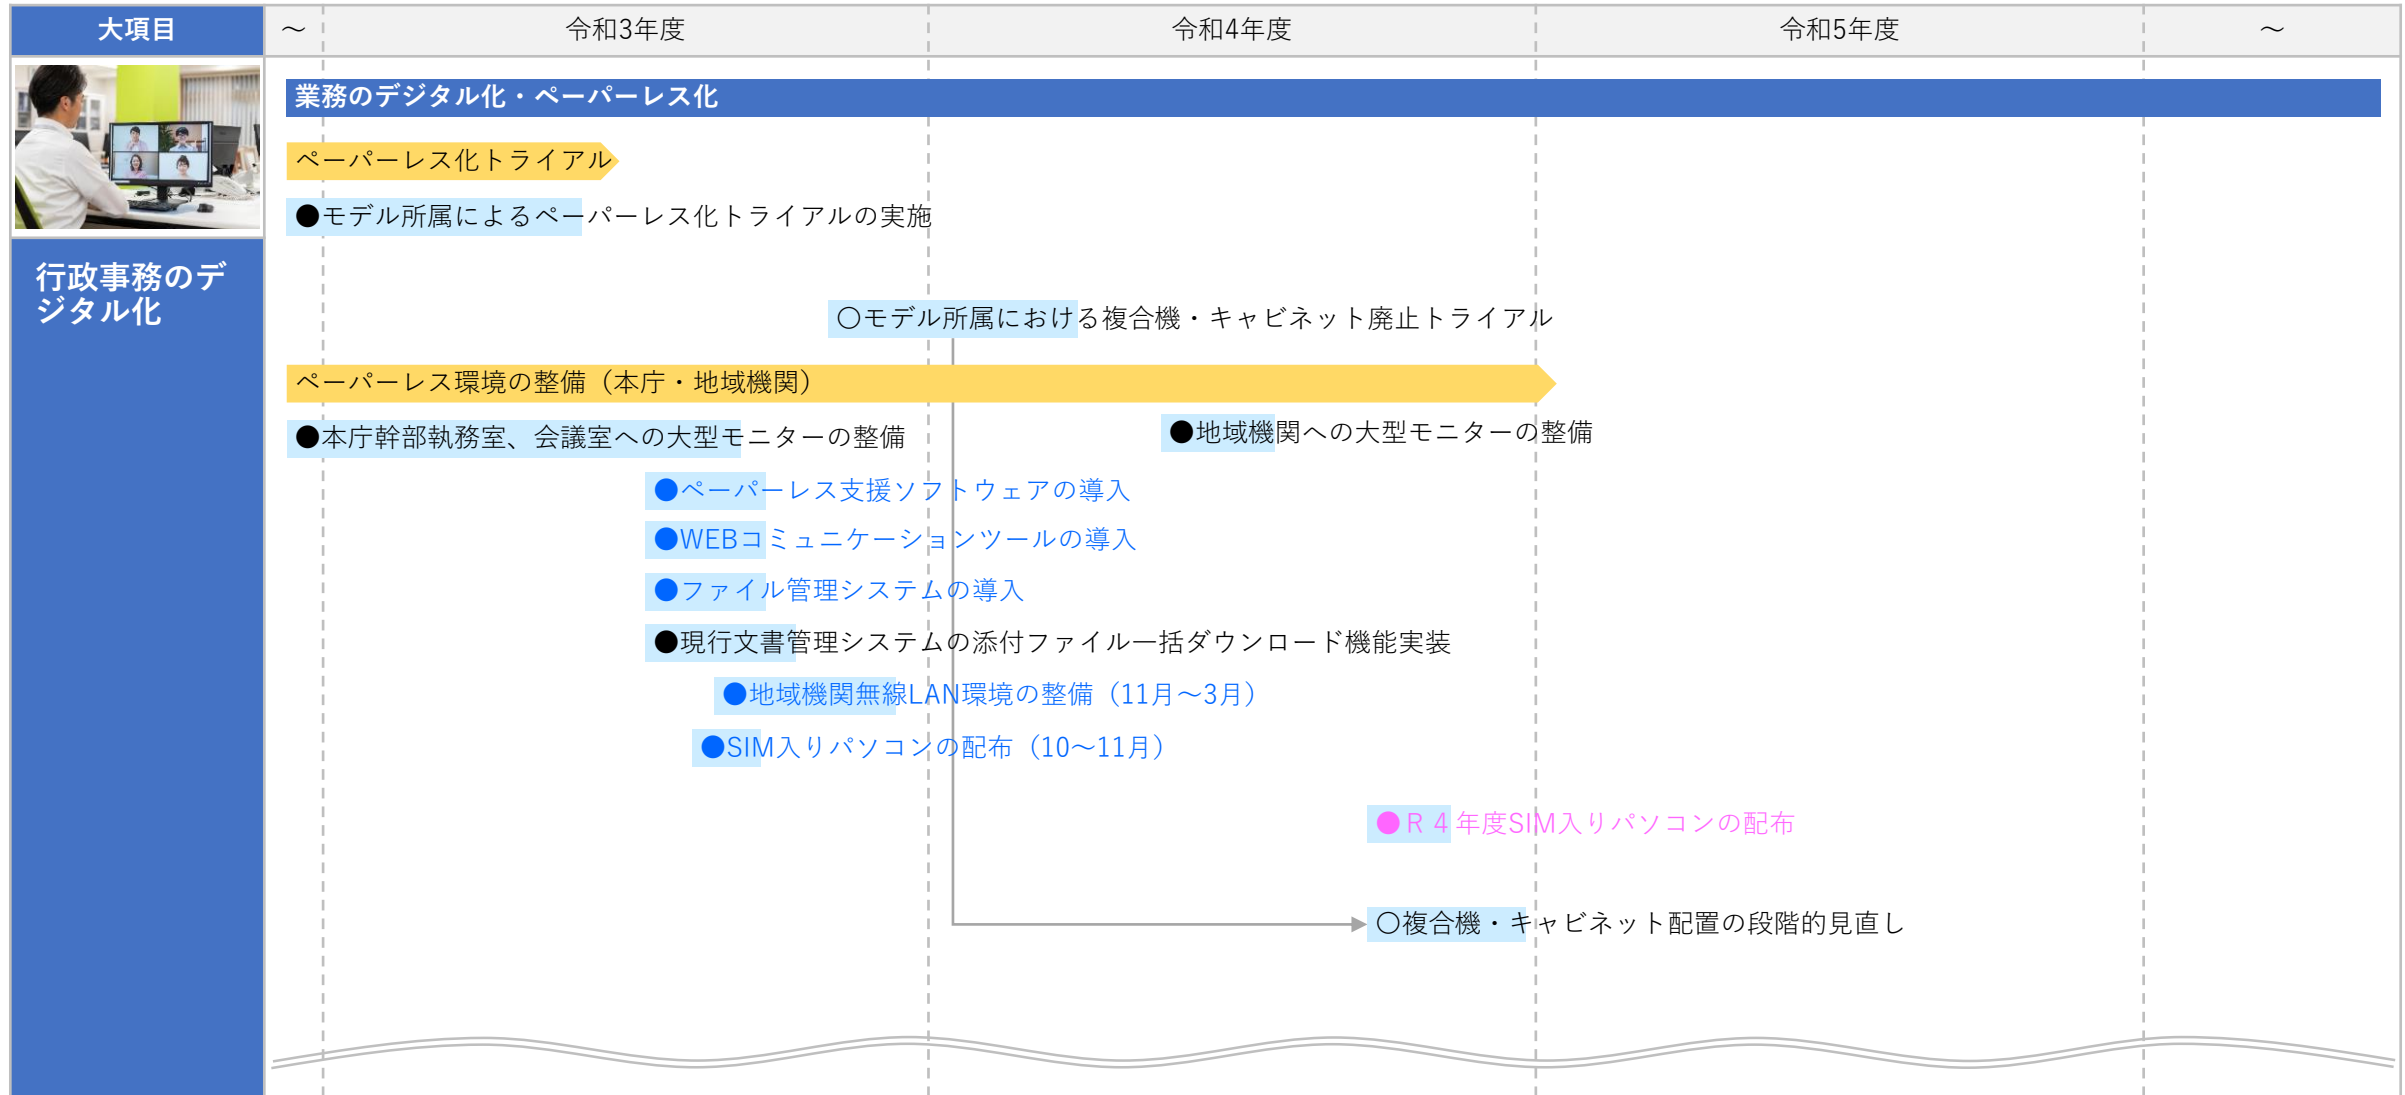 大項目
～
令和3年度
令和4年度
令和5年度
～
業務のデジタル化・ペーパーレス化
ペーパーレス化トライアル
●モデル所属によるペーパーレス化トライアルの実施
行政事務のデ
ジタル化
○モデル所属における複合機・キャビネット廃止トライアル
ペーパーレス環境の整備（本庁・地域機関）
●本庁幹部執務室、会議室への大型モニターの整備
●地域機関への大型モニターの整備
●ペーパーレス支援ソフトウェアの導入
●WEBコミュニケーションツールの導入
●ファイル管理システムの導入
●現行文書管理システムの添付ファイル一括ダウンロード機能実装
●地域機関無線LAN環境の整備（11月～3月）
●SIM入りパソコンの配布（10～11月）
●Ｒ４年度SIM入りパソコンの配布
○複合機・キャビネット配置の段階的見直し